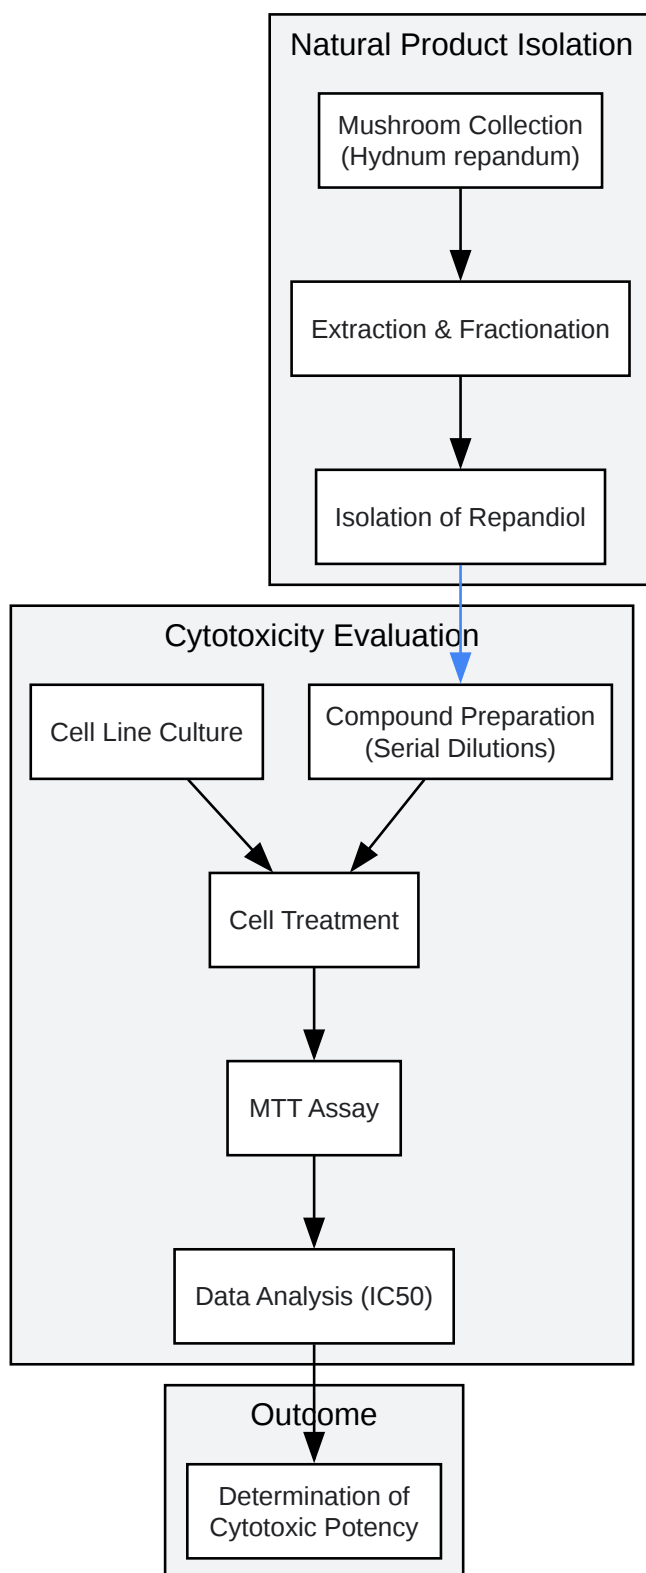 Natural Product Isolation
Mushroom Collection
(Hydnum repandum)
Extraction & Fractionation
Isolation of Repandiol
Cytotoxicity Evaluation
Cell Line Culture
Compound Preparation
(Serial Dilutions)
Cell Treatment
MTT Assay
Data Analysis (IC50)
Outcome
Determination of
Cytotoxic Potency